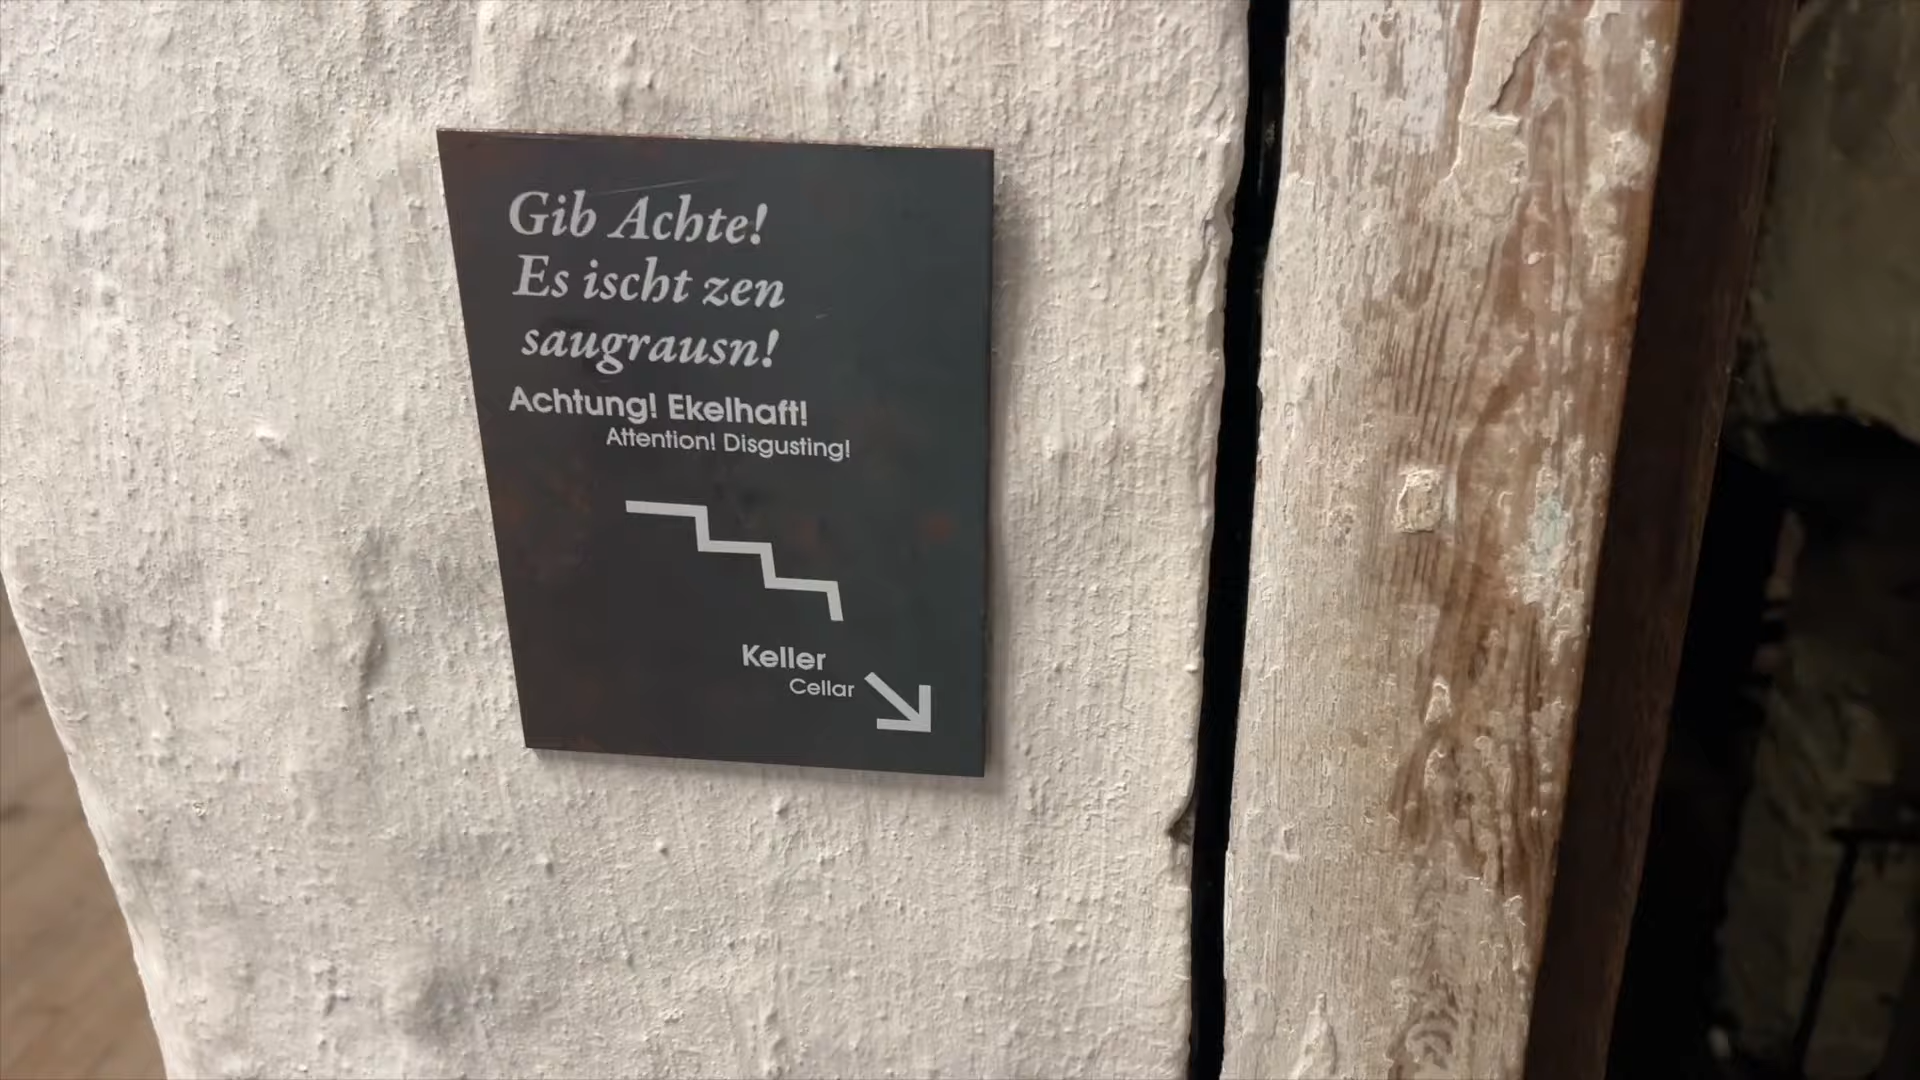 Gib Achte!
Es ischt zen
saugrausn!
Achtung! Ekelhaft!
Attention! Disgusting!
Keller
Cellar